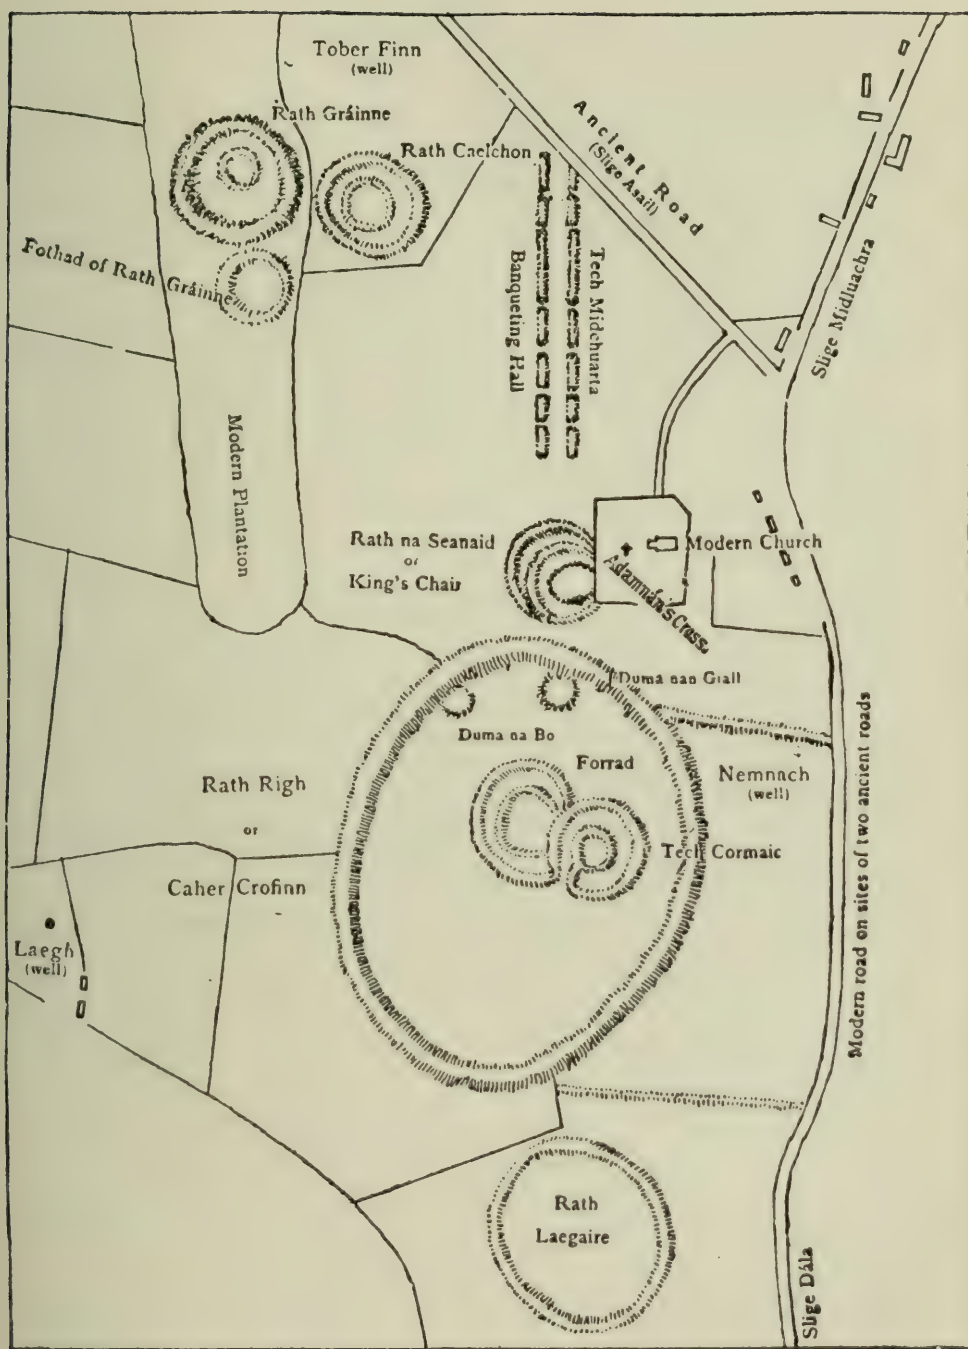 Tober Finn
(well)
Rath Gráinne
Rath Caelchon
Ancient Road
(Slige Asail)
Fothad of Rath Gráinne
Banqueting Hall
Tech Midchuarta
Slige Midluachra
Modern Plantation
Rath na Seanaid
or
King's Chair
Modern Church
Adamnán's Cross
Duma nan Giall
Duma na Bo
Forrad
Nemnach
(well)
Rath Righ
or
Caher Crofinn
Tech Cormaic
Laegh
(well)
Modern road on sites of two ancient roads
Rath
Laegaire
Slige Dála